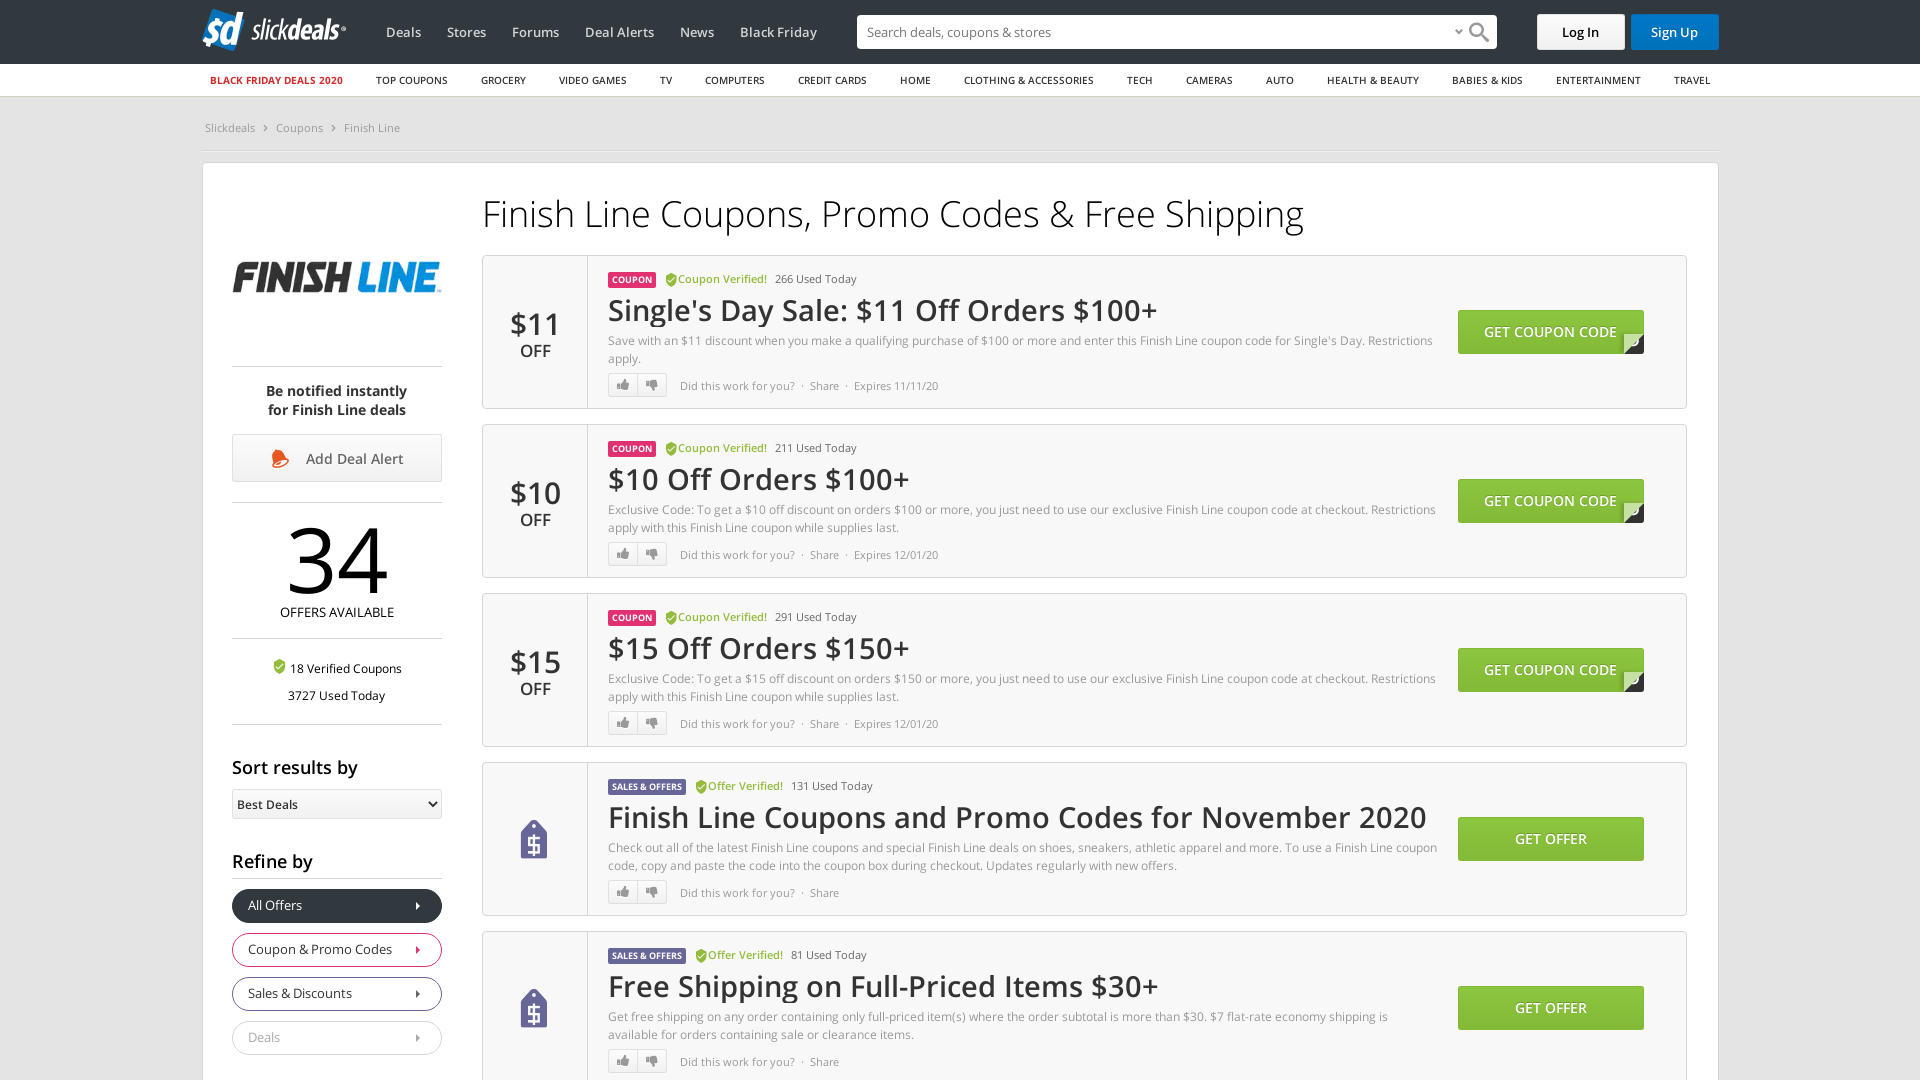 sd slickdeals
Deals Stores Forums Deal Alerts News Black Friday
Search deals, coupons & stores
Log In Sign Up
BLACK FRIDAY DEALS 2020 TOP COUPONS GROCERY VIDEO GAMES TV COMPUTERS CREDIT CARDS HOME CLOTHING & ACCESSORIES TECH CAMERAS AUTO HEALTH & BEAUTY BABIES & KIDS ENTERTAINMENT TRAVEL
Slickdeals Coupons Finish Line
FINISH LINE
Be notified instantly
for Finish Line deals
Add Deal Alert
34
OFFERS AVAILABLE
18 Verified Coupons
3727 Used Today
Sort results by
Best Deals
Refine by
All Offers
Coupon & Promo Codes
Sales & Discounts
Deals
Finish Line Coupons, Promo Codes & Free Shipping
$11
OFF
COUPON Coupon Verified! 266 Used Today
Single's Day Sale: $11 Off Orders $100+
Save with an $11 discount when you make a qualifying purchase of $100 or more and enter this Finish Line coupon code for Single's Day. Restrictions
apply.
Did this work for you? · Share · Expires 11/11/20
GET COUPON CODE
$10
OFF
COUPON Coupon Verified! 211 Used Today
$10 Off Orders $100+
Exclusive Code: To get a $10 off discount on orders $100 or more, you just need to use our exclusive Finish Line coupon code at checkout. Restrictions
apply with this Finish Line coupon while supplies last.
Did this work for you? · Share · Expires 12/01/20
GET COUPON CODE
$15
OFF
COUPON Coupon Verified! 291 Used Today
$15 Off Orders $150+
Exclusive Code: To get a $15 off discount on orders $150 or more, you just need to use our exclusive Finish Line coupon code at checkout. Restrictions
apply with this Finish Line coupon while supplies last.
Did this work for you? · Share · Expires 12/01/20
GET COUPON CODE
SALES & OFFERS Offer Verified! 131 Used Today
Finish Line Coupons and Promo Codes for November 2020
Check out all of the latest Finish Line coupons and special Finish Line deals on shoes, sneakers, athletic apparel and more. To use a Finish Line coupon
code, copy and paste the code into the coupon box during checkout. Updates regularly with new offers.
Did this work for you? · Share
GET OFFER
SALES & OFFERS Offer Verified! 81 Used Today
Free Shipping on Full-Priced Items $30+
Get free shipping on any order containing only full-priced item(s) where the order subtotal is more than $30. $7 flat-rate economy shipping is
available for orders containing sale or clearance items.
Did this work for you? · Share
GET OFFER